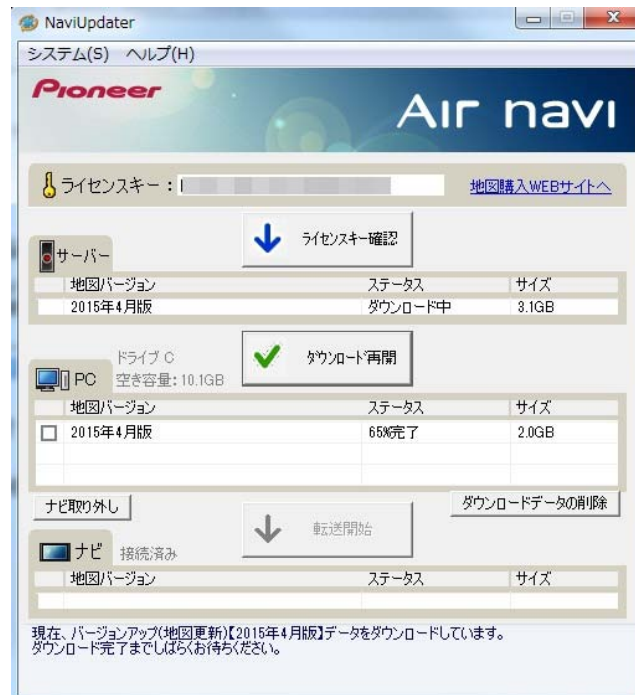 NaviUpdater
システム(S) ヘルプ(H)
Pioneer
AIr navI
ライセンスキー：
地図購入WEBサイトへ
ライセンスキー確認
サーバー
地図バージョン ステータス サイズ
2015年4月版 ダウンロード中 3.1GB
ドライブ C
空き容量：10.1GB
ダウンロード再開
PC
地図バージョン ステータス サイズ
2015年4月版 65%完了 2.0GB
ナビ取り外し
ダウンロードデータの削除
転送開始
ナビ 接続済み
地図バージョン ステータス サイズ
現在、バージョンアップ(地図更新)【2015年4月版】データをダウンロードしています。
ダウンロード完了までしばらくお待ちください。